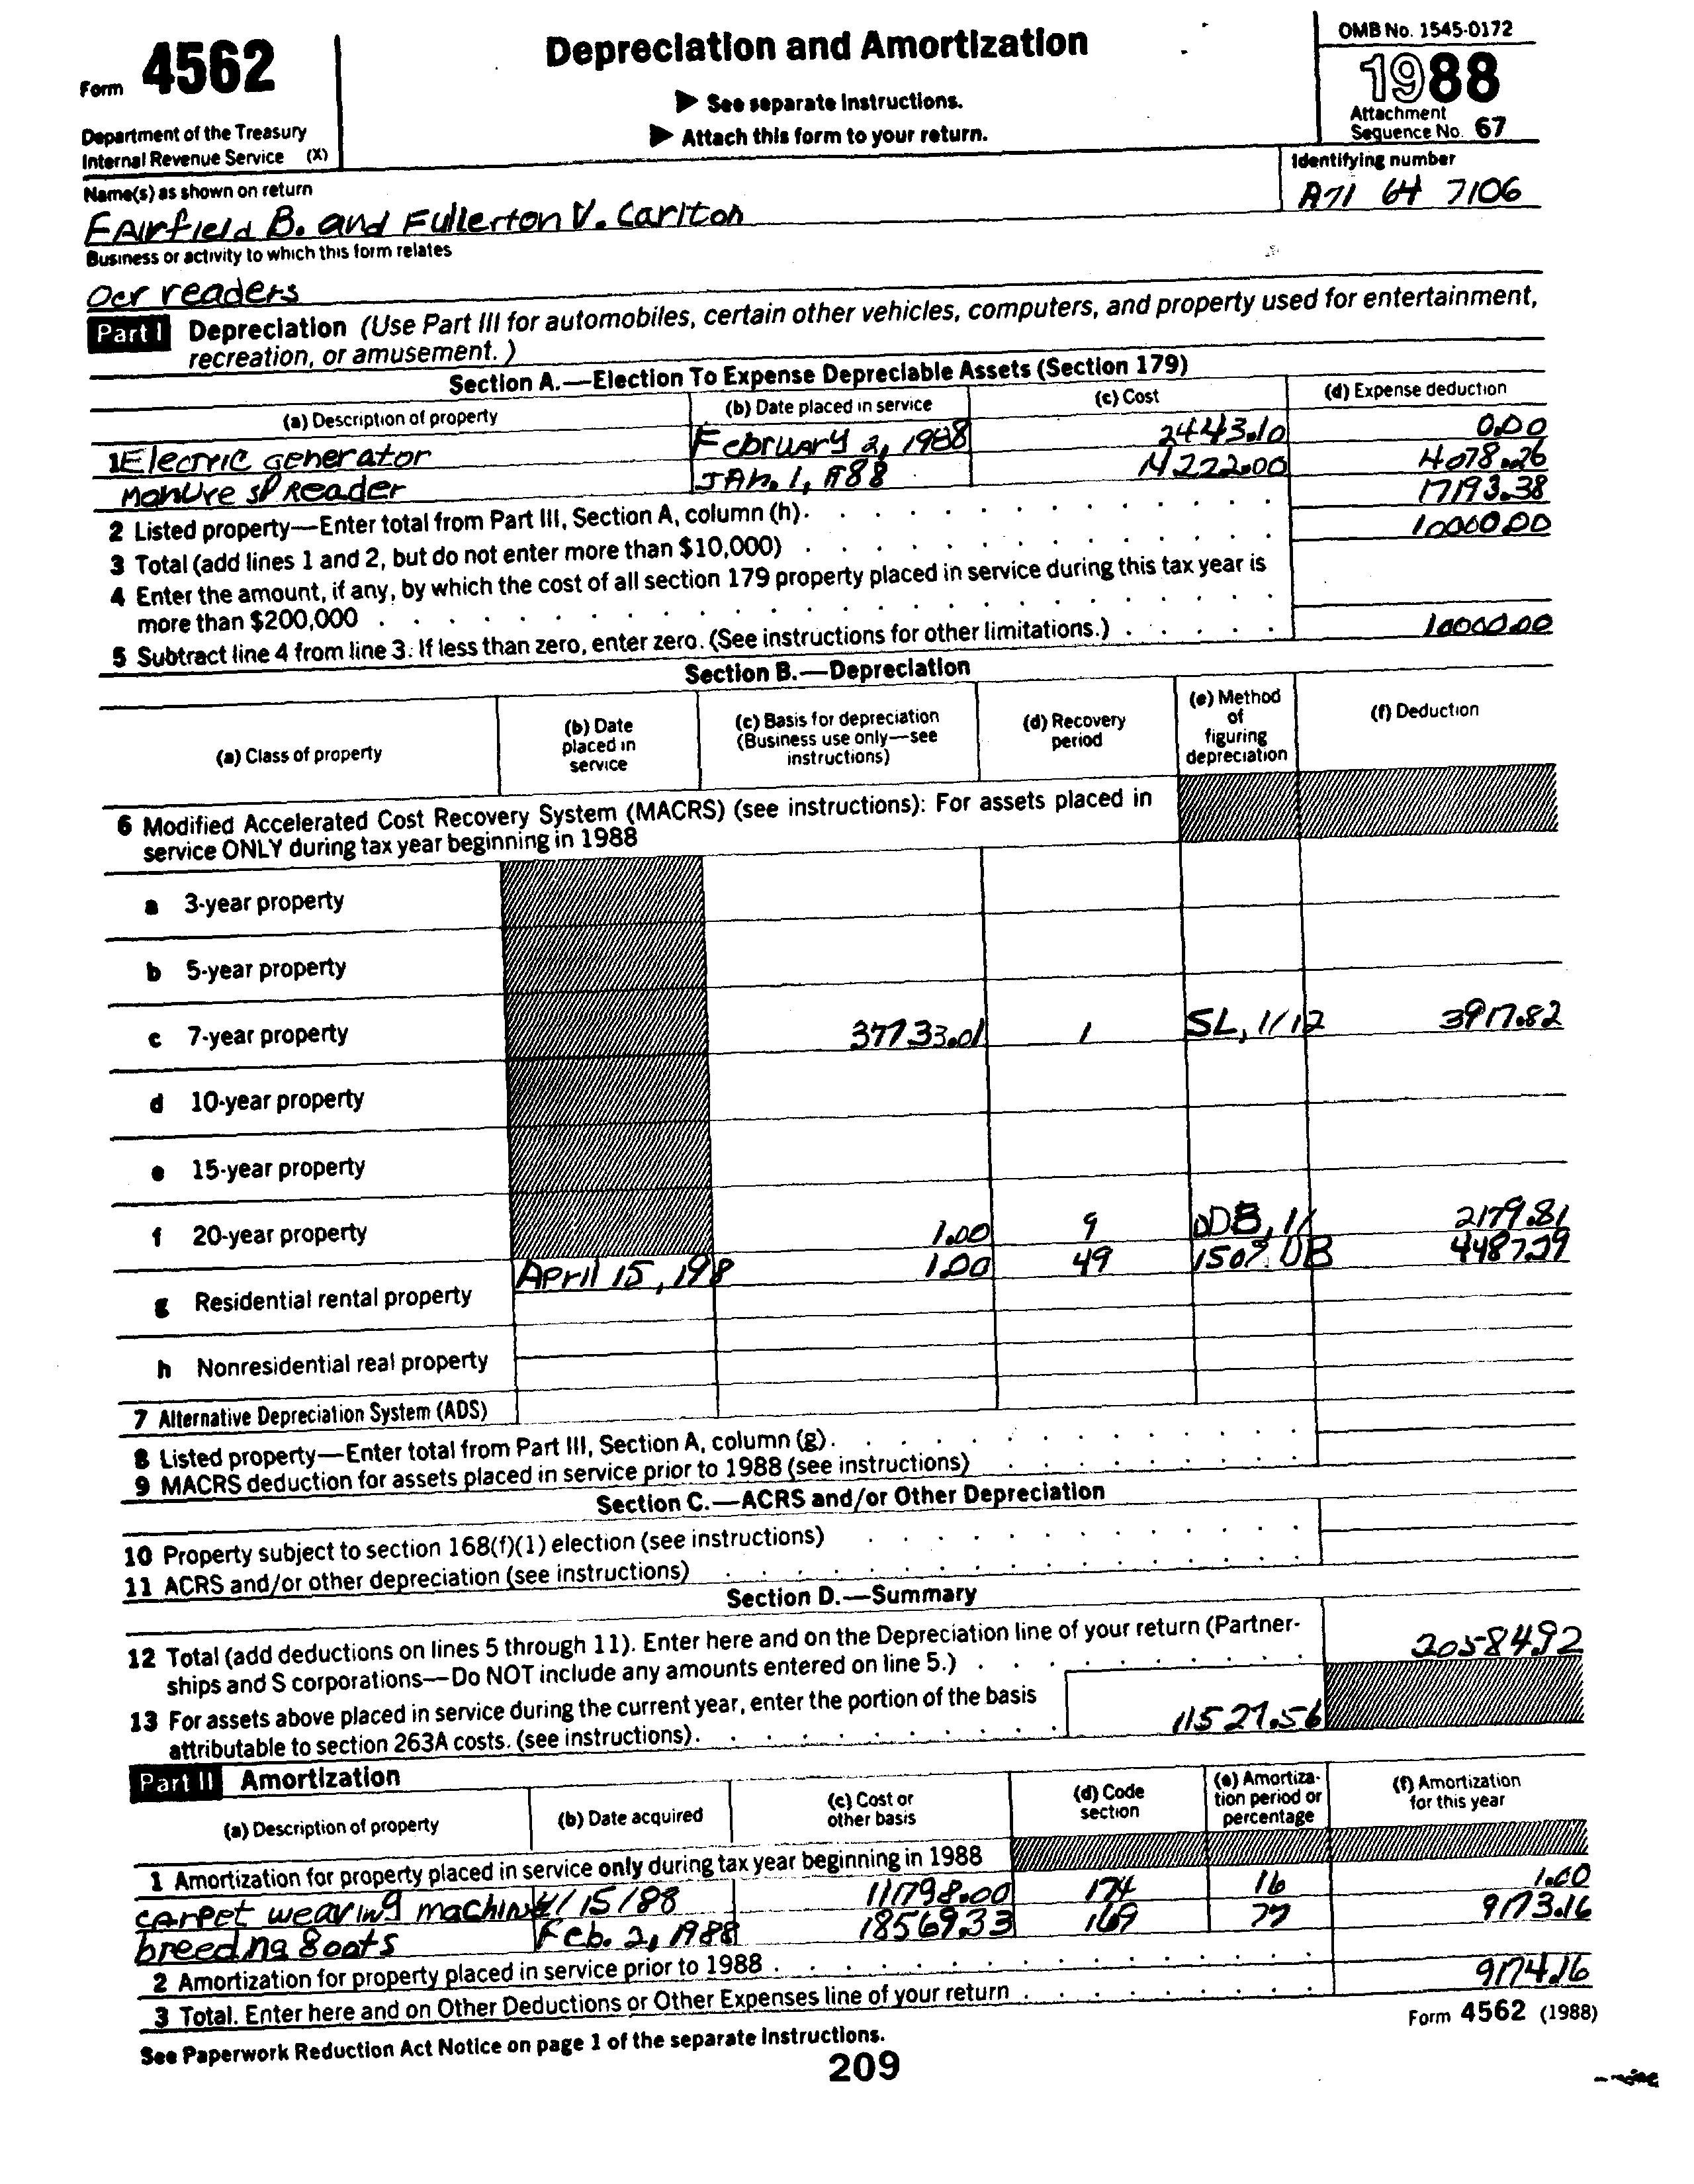 Form 4562
Department of the Treasury
Internal Revenue Service (X)
Depreciation and Amortization
▶ See separate instructions.
▶ Attach this form to your return.
OMB No. 1545-0172
1988
Attachment
Sequence No. 67
Name(s) as shown on return
Identifying number
FAirfield B. and Fullerton V. Carlton
A71 64 7106
Business or activity to which this form relates
ocr readers
Part I Depreciation (Use Part III for automobiles, certain other vehicles, computers, and property used for entertainment,
recreation, or amusement.)
Section A.—Election To Expense Depreciable Assets (Section 179)
(a) Description of property (b) Date placed in service (c) Cost (d) Expense deduction
1 Electric generator February 2, 1988 2443.10 0.00
manure spreader JAn. 1, 1988 14222.00 4078.26
2 Listed property—Enter total from Part III, Section A, column (h). 17193.38
3 Total (add lines 1 and 2, but do not enter more than $10,000) 10000.00
4 Enter the amount, if any, by which the cost of all section 179 property placed in service during this tax year is
more than $200,000
5 Subtract line 4 from line 3. If less than zero, enter zero. (See instructions for other limitations.) 10000.00
Section B.—Depreciation
(a) Class of property
(b) Date
placed in
service
(c) Basis for depreciation
(Business use only—see
instructions)
(d) Recovery
period
(e) Method
of
figuring
depreciation
(f) Deduction
6 Modified Accelerated Cost Recovery System (MACRS) (see instructions): For assets placed in
service ONLY during tax year beginning in 1988
a 3-year property
b 5-year property
c 7-year property 37733.01 1 SL, 1/12 3917.82
d 10-year property
e 15-year property
f 20-year property 1.00 9 DDB, 1/ 2179.81
April 15, 198 1.00 49 150% DB 4487.29
g Residential rental property
h Nonresidential real property
7 Alternative Depreciation System (ADS)
8 Listed property—Enter total from Part III, Section A, column (g).
9 MACRS deduction for assets placed in service prior to 1988 (see instructions)
Section C.—ACRS and/or Other Depreciation
10 Property subject to section 168(f)(1) election (see instructions)
11 ACRS and/or other depreciation (see instructions)
Section D.—Summary
12 Total (add deductions on lines 5 through 11). Enter here and on the Depreciation line of your return (Partner-
ships and S corporations—Do NOT include any amounts entered on line 5.) 20584.92
13 For assets above placed in service during the current year, enter the portion of the basis
attributable to section 263A costs. (see instructions). 11527.56
Part II Amortization
(a) Description of property
(b) Date acquired
(c) Cost or
other basis
(d) Code
section
(e) Amortiza-
tion period or
percentage
(f) Amortization
for this year
1 Amortization for property placed in service only during tax year beginning in 1988
carpet weaving machine 4/15/88 11798.00 174 16 1.00
breedng goats Feb. 2, 1988 18569.33 169 77 9173.16
2 Amortization for property placed in service prior to 1988
3 Total. Enter here and on Other Deductions or Other Expenses line of your return 9174.16
See Paperwork Reduction Act Notice on page 1 of the separate instructions.
Form 4562 (1988)
209